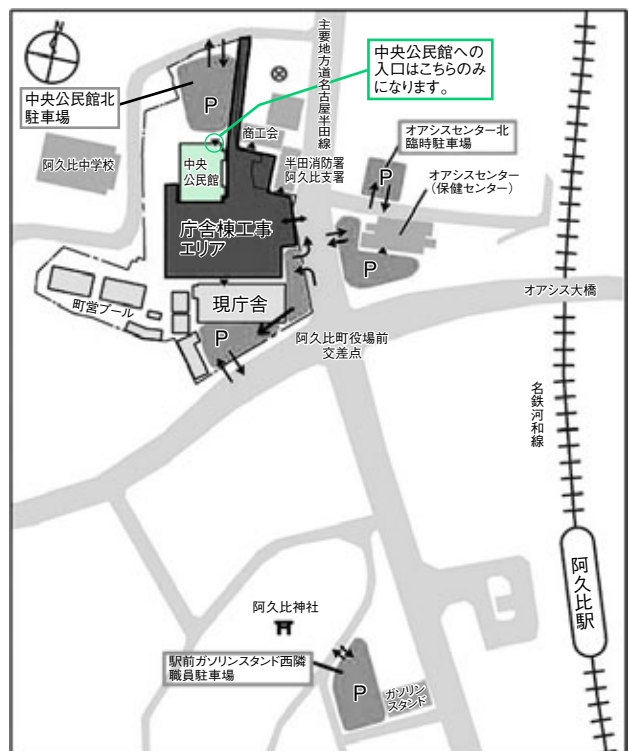 N
主要地方道名古屋半田線
中央公民館への
入口はこちらのみ
になります。
中央公民館北
駐車場
P
商工会
オアシスセンター北
臨時駐車場
阿久比中学校
中央
公民館
半田消防署
阿久比支署
P
オアシスセンター
（保健センター）
庁舎棟工事
エリア
P
町営プール
現庁舎
オアシス大橋
P
阿久比町役場前
交差点
名鉄河和線
阿久比駅
阿久比神社
駅前ガソリンスタンド西隣
職員駐車場
P
ガソリン
スタンド